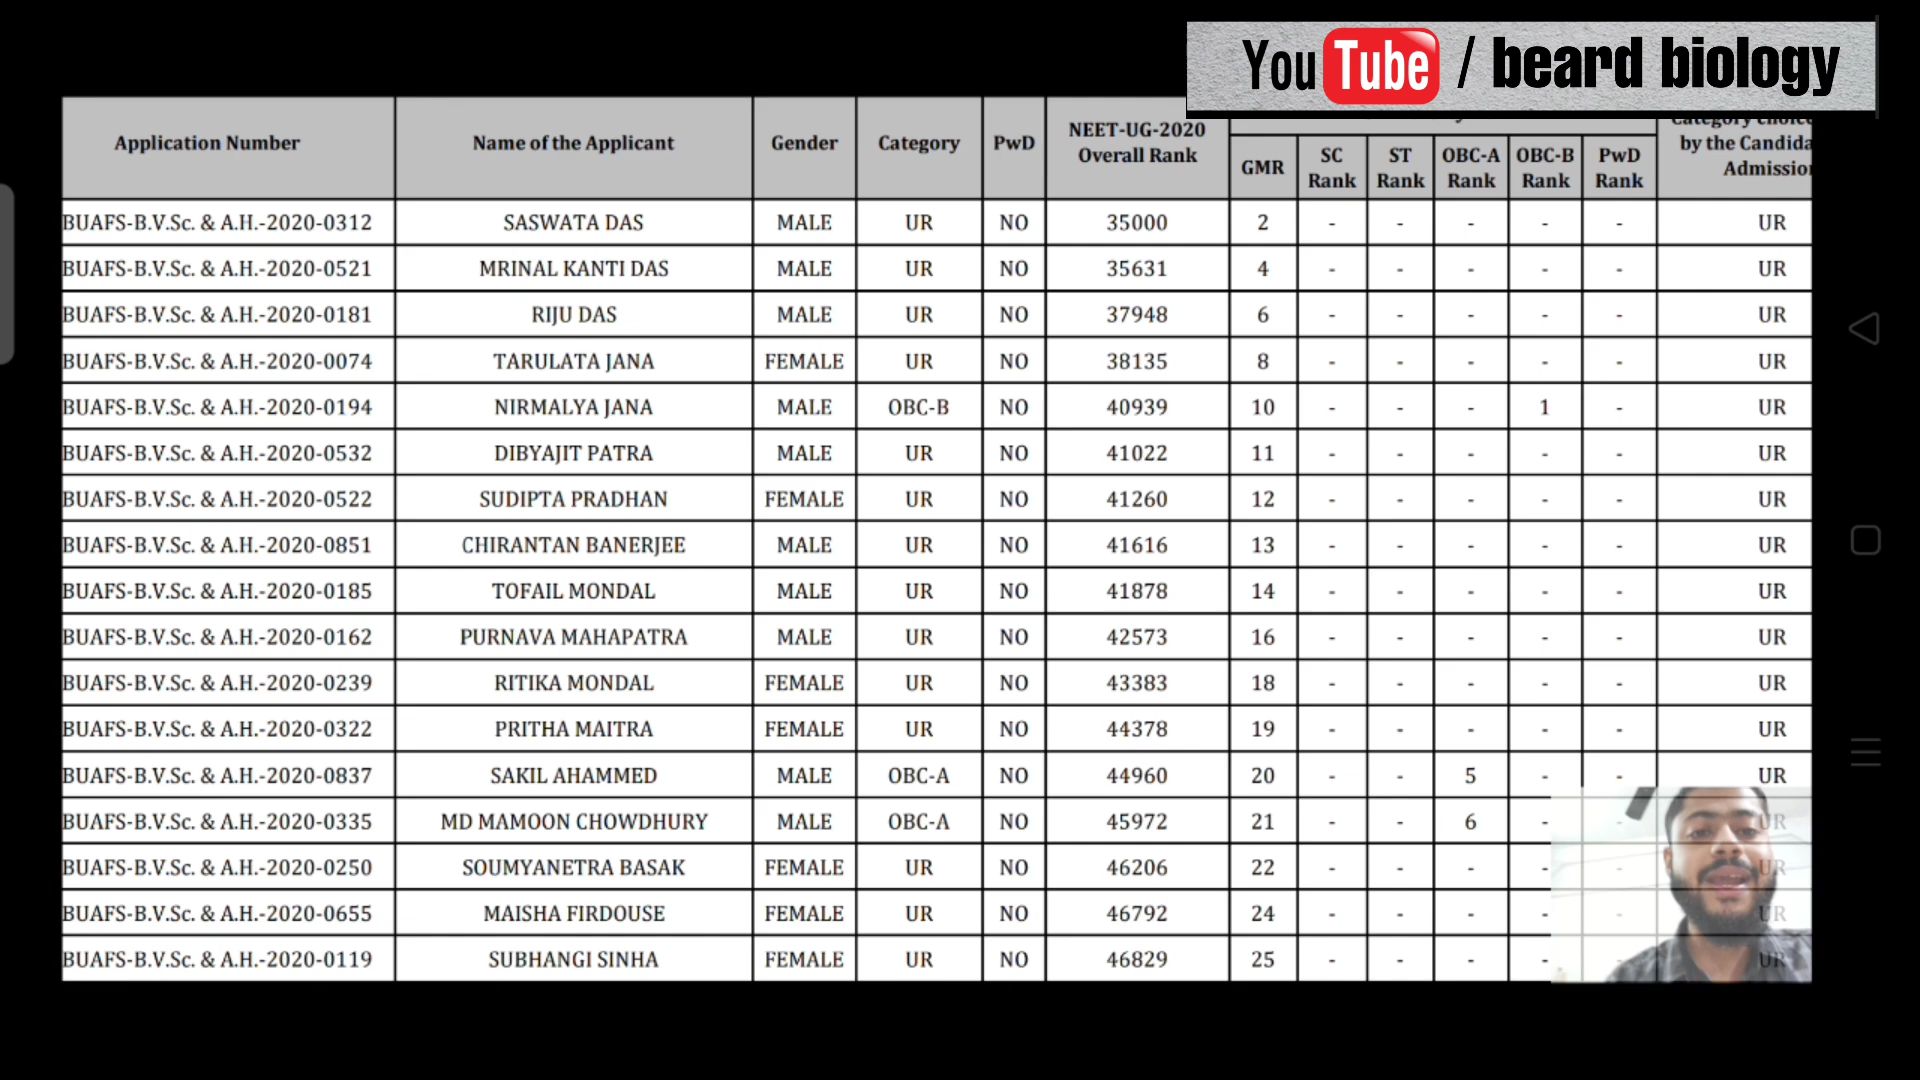 YouTube / beard biology
Application Number Name of the Applicant Gender Category PwD NEET-UG-2020 Overall Rank GMR SC Rank ST Rank OBC-A Rank OBC-B Rank PwD Rank Category choice by the Candida Admission
BUAFS-B.V.Sc. & A.H.-2020-0312 SASWATA DAS MALE UR NO 35000 2 - - - - - UR
BUAFS-B.V.Sc. & A.H.-2020-0521 MRINAL KANTI DAS MALE UR NO 35631 4 - - - - - UR
BUAFS-B.V.Sc. & A.H.-2020-0181 RIJU DAS MALE UR NO 37948 6 - - - - - UR
BUAFS-B.V.Sc. & A.H.-2020-0074 TARULATA JANA FEMALE UR NO 38135 8 - - - - - UR
BUAFS-B.V.Sc. & A.H.-2020-0194 NIRMALYA JANA MALE OBC-B NO 40939 10 - - - 1 - UR
BUAFS-B.V.Sc. & A.H.-2020-0532 DIBYAJIT PATRA MALE UR NO 41022 11 - - - - - UR
BUAFS-B.V.Sc. & A.H.-2020-0522 SUDIPTA PRADHAN FEMALE UR NO 41260 12 - - - - - UR
BUAFS-B.V.Sc. & A.H.-2020-0851 CHIRANTAN BANERJEE MALE UR NO 41616 13 - - - - - UR
BUAFS-B.V.Sc. & A.H.-2020-0185 TOFAIL MONDAL MALE UR NO 41878 14 - - - - - UR
BUAFS-B.V.Sc. & A.H.-2020-0162 PURNAVA MAHAPATRA MALE UR NO 42573 16 - - - - - UR
BUAFS-B.V.Sc. & A.H.-2020-0239 RITIKA MONDAL FEMALE UR NO 43383 18 - - - - - UR
BUAFS-B.V.Sc. & A.H.-2020-0322 PRITHA MAITRA FEMALE UR NO 44378 19 - - - - - UR
BUAFS-B.V.Sc. & A.H.-2020-0837 SAKIL AHAMMED MALE OBC-A NO 44960 20 - - 5 - - UR
BUAFS-B.V.Sc. & A.H.-2020-0335 MD MAMOON CHOWDHURY MALE OBC-A NO 45972 21 - - 6 - - UR
BUAFS-B.V.Sc. & A.H.-2020-0250 SOUMYANETRA BASAK FEMALE UR NO 46206 22 - - - - - UR
BUAFS-B.V.Sc. & A.H.-2020-0655 MAISHA FIRDOUSE FEMALE UR NO 46792 24 - - - - - UR
BUAFS-B.V.Sc. & A.H.-2020-0119 SUBHANGI SINHA FEMALE UR NO 46829 25 - - - - - UR